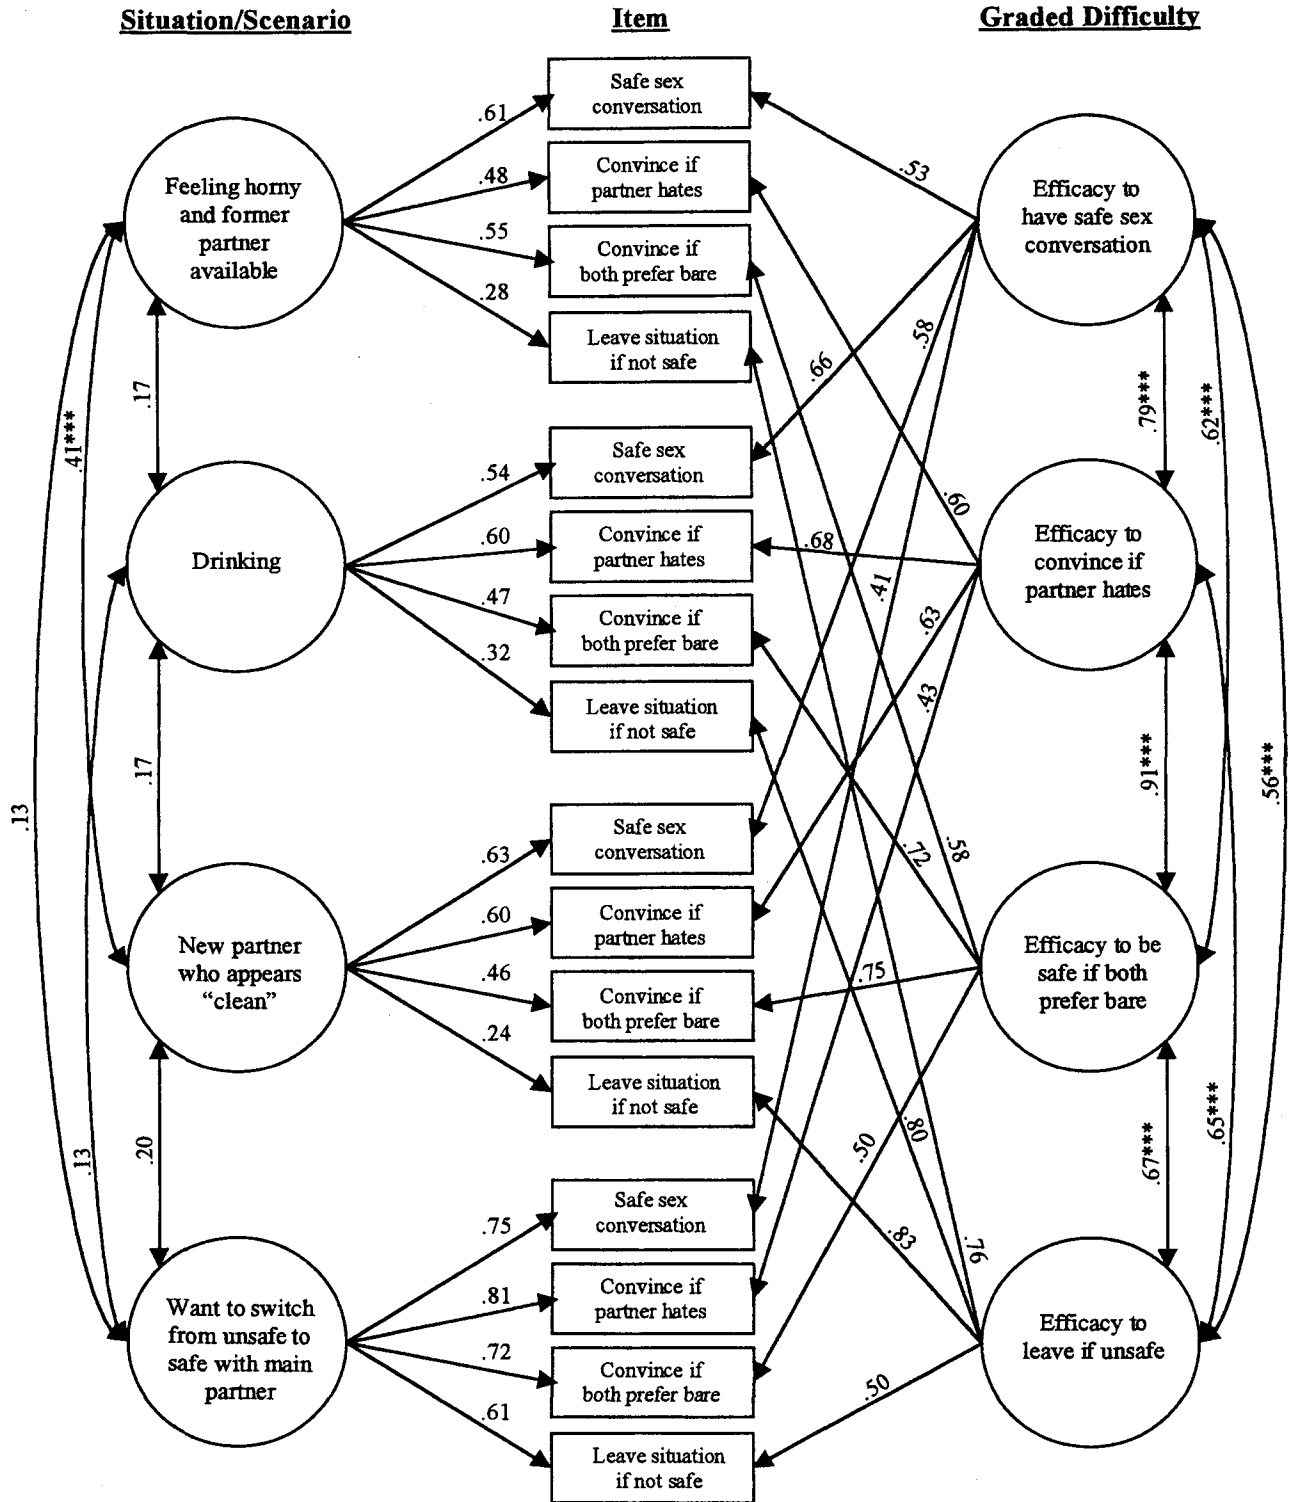 Situation/Scenario
Item
Graded Difficulty
Feeling horny
and former
partner
available
Drinking
New partner
who appears
“clean”
Want to switch
from unsafe to
safe with main
partner
.17
.17
.20
.41***
.13
.13
.61
.48
.55
.28
.54
.60
.47
.32
.63
.60
.46
.24
.75
.81
.72
.61
Safe sex
conversation
Convince if
partner hates
Convince if
both prefer bare
Leave situation
if not safe
Safe sex
conversation
Convince if
partner hates
Convince if
both prefer bare
Leave situation
if not safe
Safe sex
conversation
Convince if
partner hates
Convince if
both prefer bare
Leave situation
if not safe
Safe sex
conversation
Convince if
partner hates
Convince if
both prefer bare
Leave situation
if not safe
.53
.66
.58
.41
.60
.68
.63
.43
.58
.72
.75
.50
.76
.80
.83
.50
Efficacy to
have safe sex
conversation
Efficacy to
convince if
partner hates
Efficacy to be
safe if both
prefer bare
Efficacy to
leave if unsafe
.79***
.91***
.67***
.62***
.65***
.56***